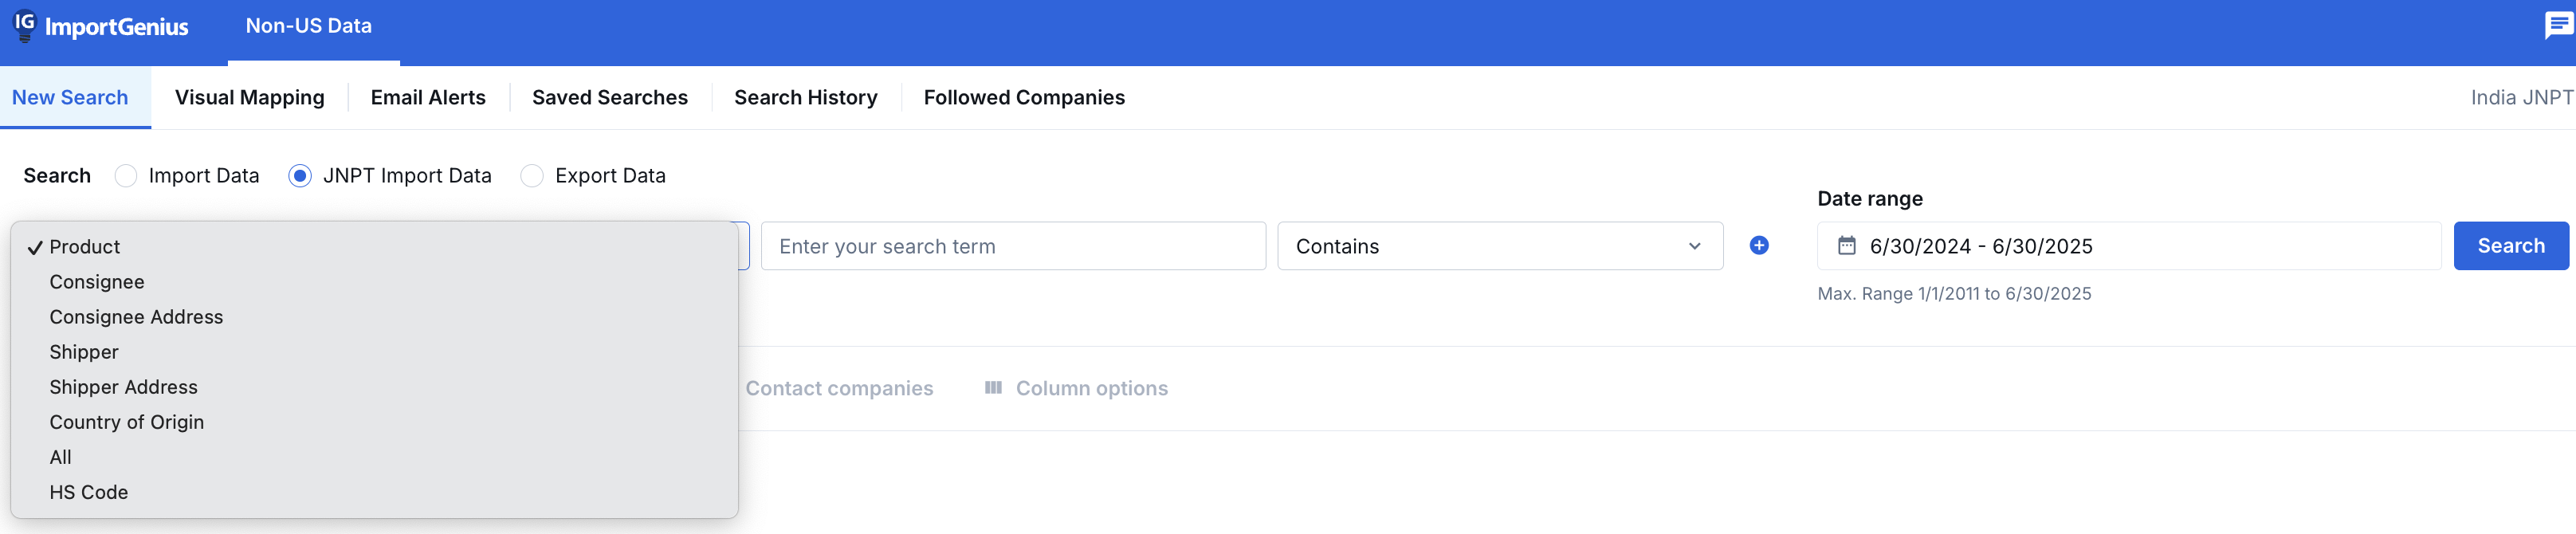 IG ImportGenius Non-US Data
New Search Visual Mapping Email Alerts Saved Searches Search History Followed Companies India JNPT
Search Import Data JNPT Import Data Export Data
Date range
Product Enter your search term Contains 6/30/2024 - 6/30/2025 Search
Consignee
Max. Range 1/1/2011 to 6/30/2025
Consignee Address
Shipper
Shipper Address Contact companies Column options
Country of Origin
All
HS Code